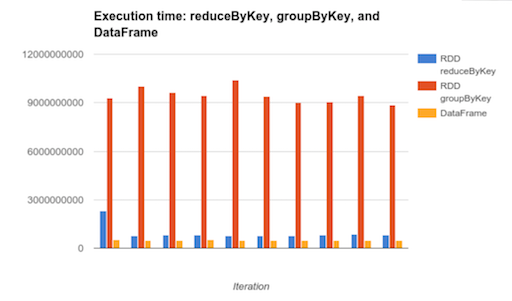 Execution time: reduceByKey, groupByKey, and
DataFrame
12000000000
9000000000
6000000000
3000000000
0
RDD
reduceByKey
RDD
groupByKey
DataFrame
Iteration